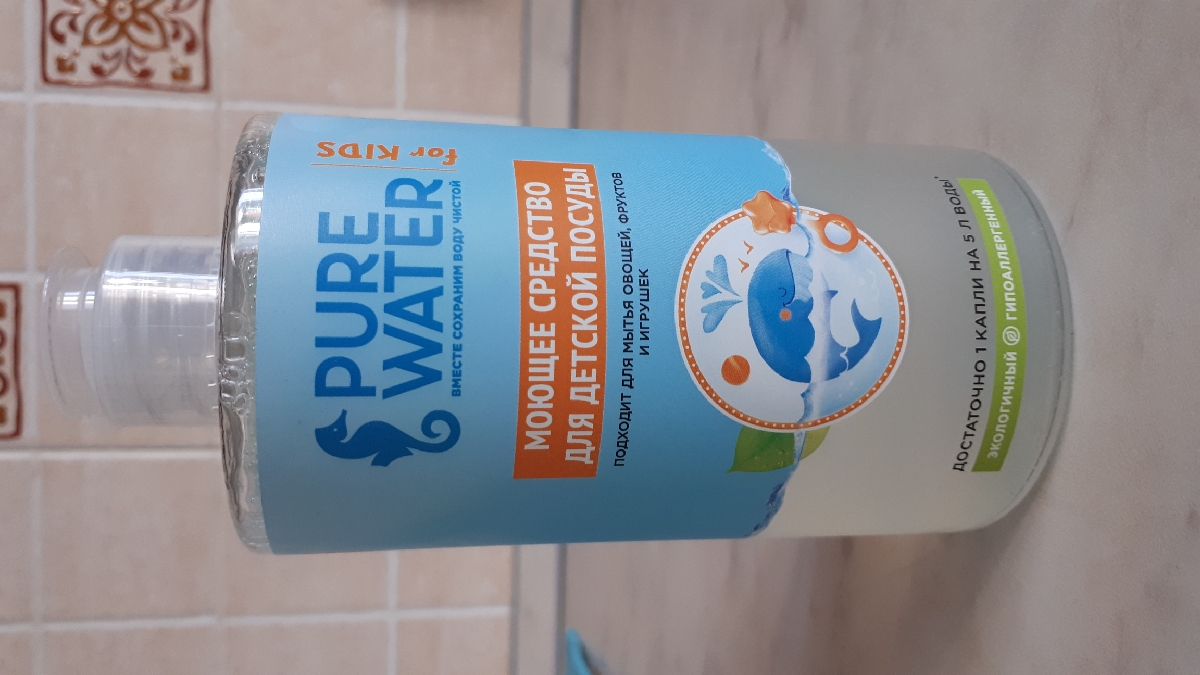 for KIDS
PURE
WATER
ВМЕСТЕ СОХРАНИМ ВОДУ ЧИСТОЙ
МОЮЩЕЕ СРЕДСТВО
ДЛЯ ДЕТСКОЙ ПОСУДЫ
ПОДХОДИТ ДЛЯ МЫТЬЯ ОВОЩЕЙ, ФРУКТОВ
И ИГРУШЕК
ДОСТАТОЧНО 1 КАПЛИ НА 5 Л ВОДЫ*
ЭКОЛОГИЧНЫЙ ГИПОАЛЛЕРГЕННЫЙ